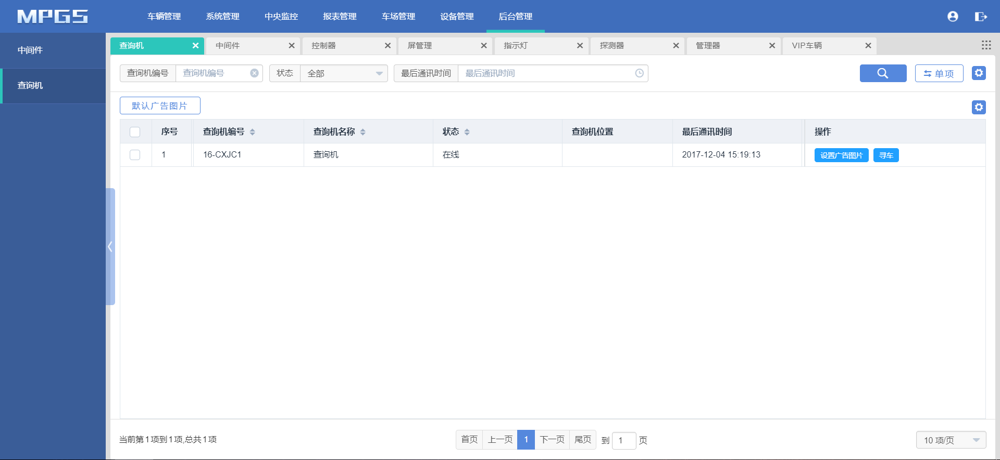 MPGS 车辆管理 系统管理 中央监控 报表管理 车场管理 设备管理 后台管理
中间件
查询机
查询机 中间件 控制器 屏管理 指示灯 探测器 管理器 VIP车辆
查询机编号 查询机编号 状态 全部 最后通讯时间 最后通讯时间 单项
默认广告图片
序号 查询机编号 查询机名称 状态 查询机位置 最后通讯时间 操作
1 16-CXJC1 查询机 在线 2017-12-04 15:19:13 设置广告图片 寻车
当前第1项到1项,总共1项 首页 上一页 1 下一页 尾页 到 1 页 10 项/页